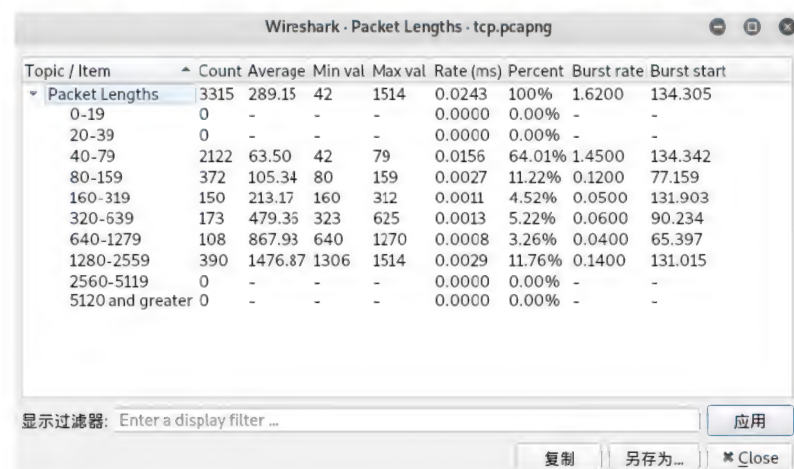 Wireshark · Packet Lengths · tcp.pcapng
Topic / Item Count Average Min val Max val Rate (ms) Percent Burst rate Burst start
Packet Lengths 3315 289.15 42 1514 0.0243 100% 1.6200 134.305
0-19 0 - - - 0.0000 0.00% - -
20-39 0 - - - 0.0000 0.00% - -
40-79 2122 63.50 42 79 0.0156 64.01% 1.4500 134.342
80-159 372 105.34 80 159 0.0027 11.22% 0.1200 77.159
160-319 150 213.17 160 312 0.0011 4.52% 0.0500 131.903
320-639 173 479.36 323 625 0.0013 5.22% 0.0600 90.234
640-1279 108 867.93 640 1270 0.0008 3.26% 0.0400 65.397
1280-2559 390 1476.87 1306 1514 0.0029 11.76% 0.1400 131.015
2560-5119 0 - - - 0.0000 0.00% - -
5120 and greater 0 - - - 0.0000 0.00% - -
显示过滤器: Enter a display filter ... 应用
复制 另存为... Close